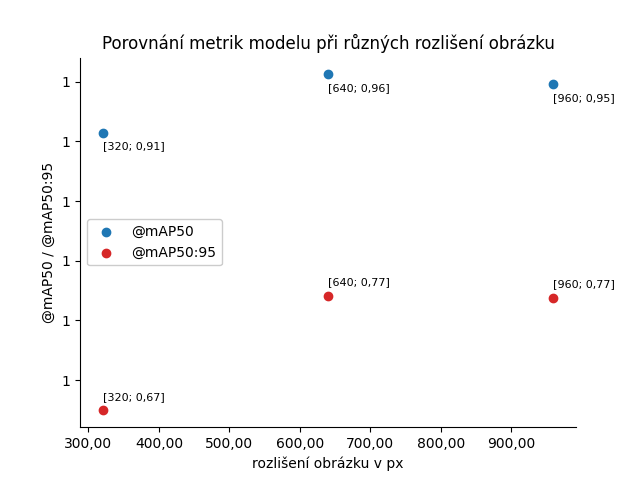 Porovnání metrik modelu při různých rozlišení obrázku
1
[640; 0,96]
[960; 0,95]
1
[320; 0,91]
1
@mAP50 / @mAP50:95
@mAP50
@mAP50:95
1
[640; 0,77]
[960; 0,77]
1
1
[320; 0,67]
300,00 400,00 500,00 600,00 700,00 800,00 900,00
rozlišení obrázku v px